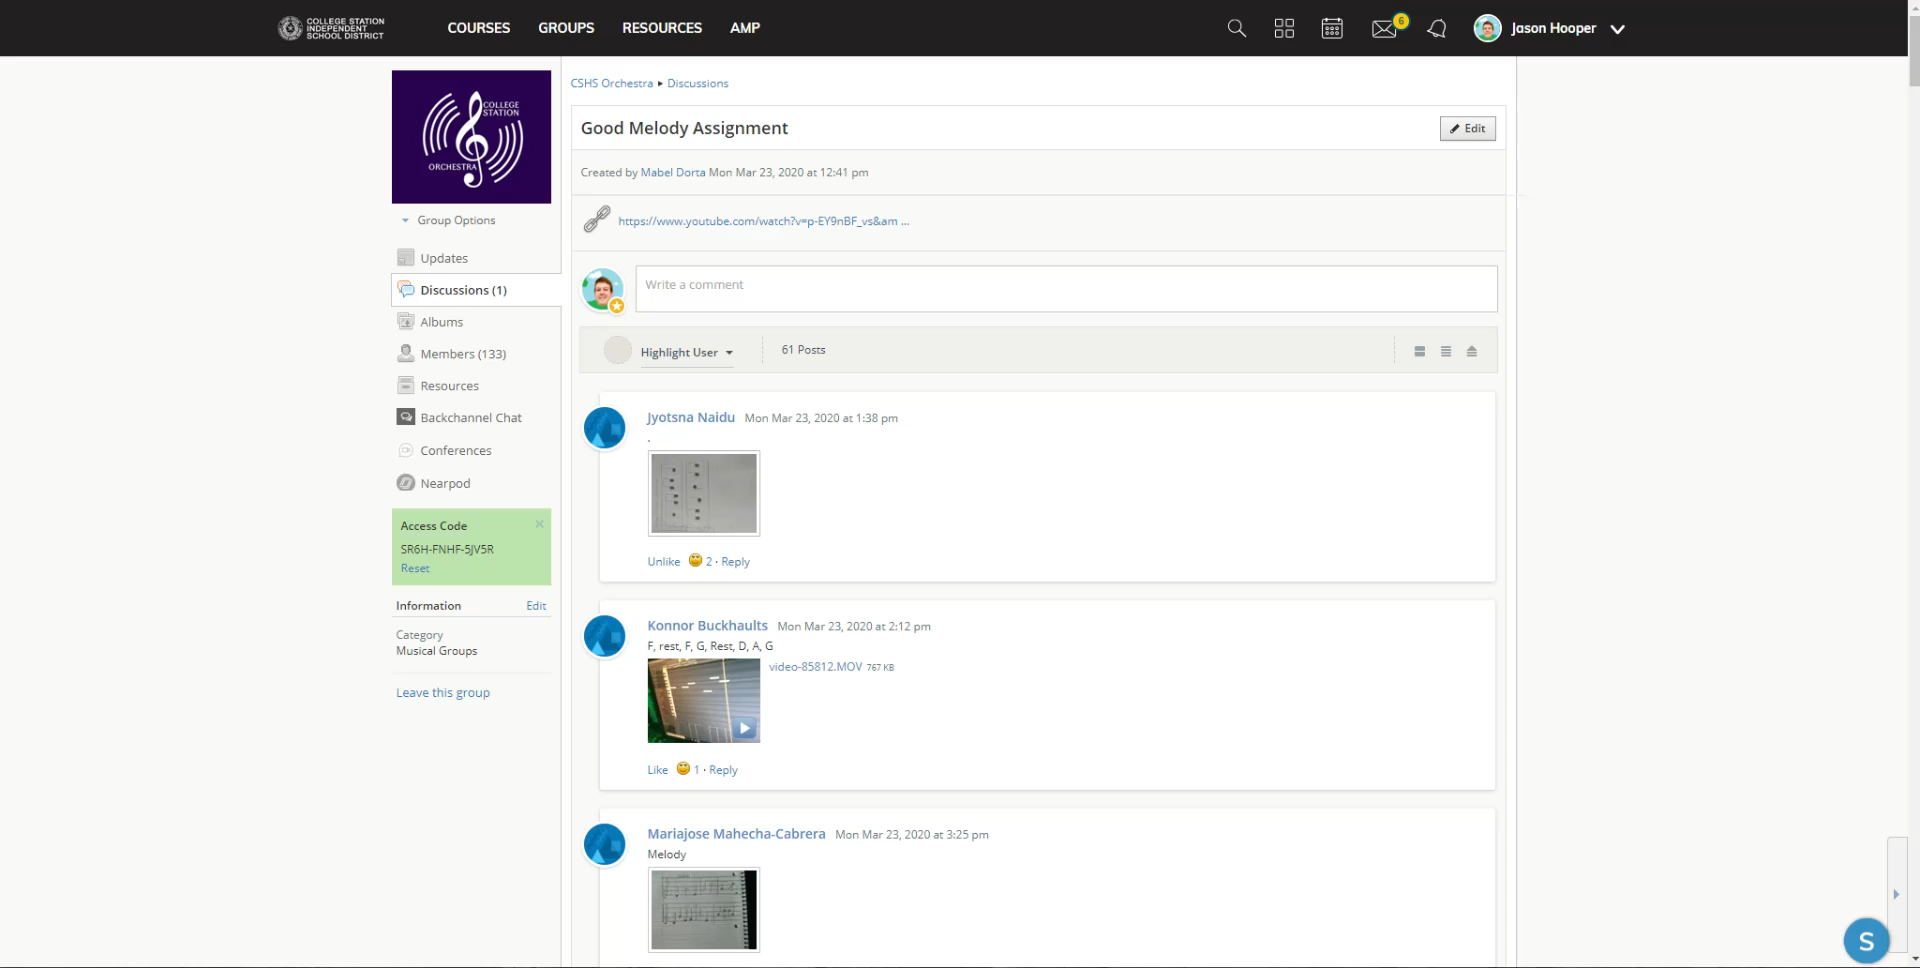 COLLEGE STATION
INDEPENDENT
SCHOOL DISTRICT
COURSES
GROUPS
RESOURCES
AMP
6
Jason Hooper
COLLEGE
STATION
ORCHESTRA
Group Options
Updates
Discussions (1)
Albums
Members (133)
Resources
Backchannel Chat
Conferences
Nearpod
Access Code
SR6H-FNHF-5JV5R
Reset
Information
Edit
Category
Musical Groups
Leave this group
CSHS Orchestra ▸ Discussions
Good Melody Assignment
Edit
Created by Mabel Dorta Mon Mar 23, 2020 at 12:41 pm
https://www.youtube.com/watch?v=p-EY9nBF_vs&am ...
Write a comment
Highlight User
61 Posts
Jyotsna Naidu Mon Mar 23, 2020 at 1:38 pm
.
Unlike 2 · Reply
Konnor Buckhaults Mon Mar 23, 2020 at 2:12 pm
F, rest, F, G, Rest, D, A, G
video-85812.MOV 767 KB
Like 1 · Reply
Mariajose Mahecha-Cabrera Mon Mar 23, 2020 at 3:25 pm
Melody
S